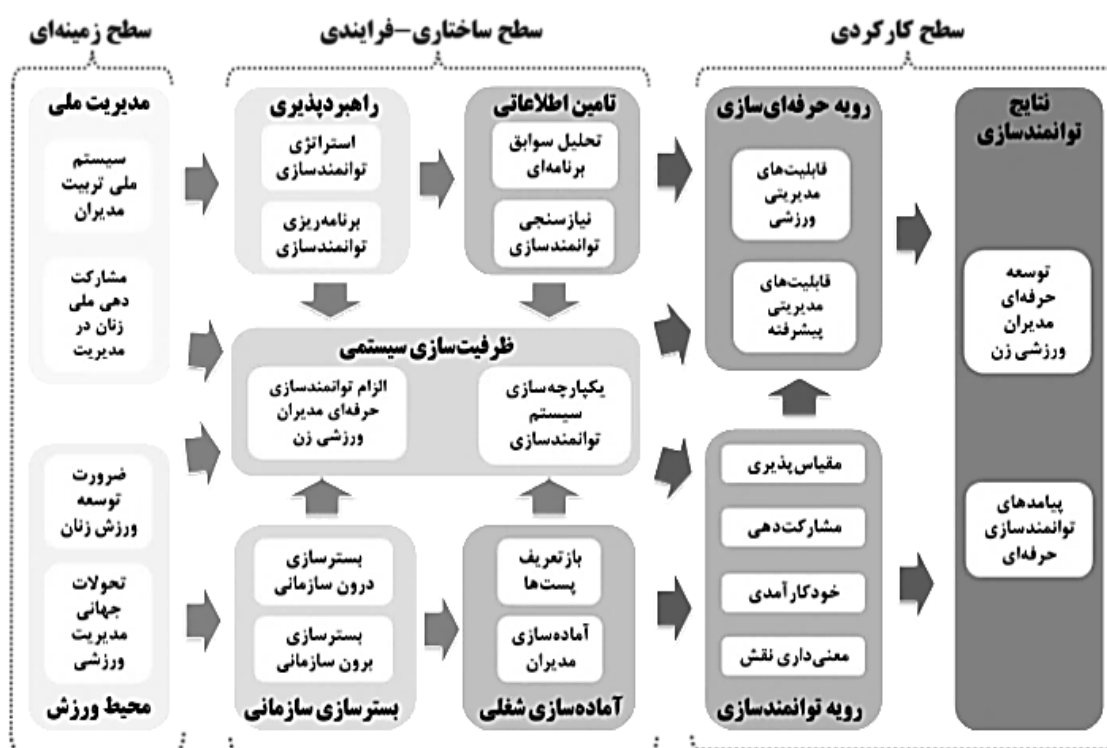 سطح زمینه‌ای
سطح ساختاری-فرایندی
سطح کارکردی
مدیریت ملی
سیستم
ملی تربیت
مدیران
مشارکت
دهی ملی
زنان در
مدیریت
ضرورت
توسعه
ورزش زنان
تحولات
جهانی
مدیریت
ورزشی
محیط ورزش
راهبردپذیری
استراتژی
توانمندسازی
برنامه‌ریزی
توانمندسازی
تامین اطلاعاتی
تحلیل سوابق
برنامه‌ای
نیازسنجی
توانمندسازی
ظرفیت‌سازی سیستمی
الزام توانمندسازی
حرفه‌ای مدیران
ورزشی زن
یکپارچه‌سازی
سیستم
توانمندسازی
بسترسازی
درون سازمانی
بسترسازی
برون سازمانی
بسترسازی سازمانی
بازتعریف
پست‌ها
آماده‌سازی
مدیران
آماده‌سازی شغلی
رویه حرفه‌ای‌سازی
قابلیت‌های
مدیریتی
ورزشی
قابلیت‌های
مدیریتی
پیشرفته
مقیاس‌پذیری
مشارکت‌دهی
خودکارآمدی
معنی‌داری نقش
رویه توانمندسازی
نتایج
توانمندسازی
توسعه
حرفه‌ای
مدیران
ورزشی زن
پیامدهای
توانمندسازی
حرفه‌ای